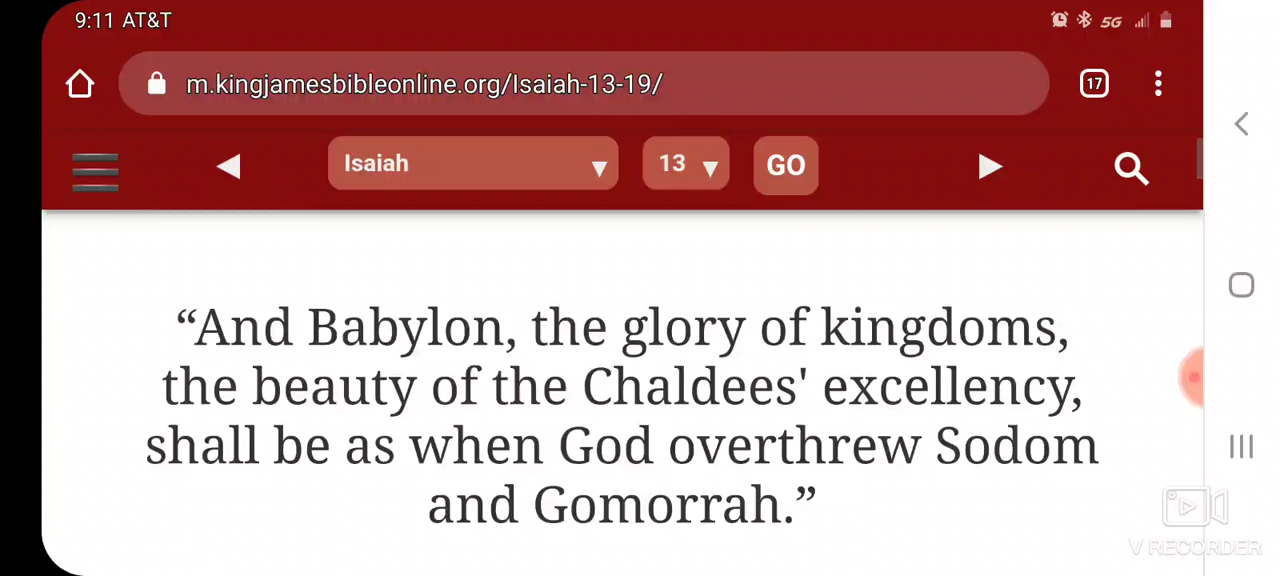 9:11 AT&T 5G
m.kingjamesbibleonline.org/Isaiah-13-19/ 17
Isaiah 13 GO
“And Babylon, the glory of kingdoms,
the beauty of the Chaldees' excellency,
shall be as when God overthrew Sodom
and Gomorrah.”
V RECORDER